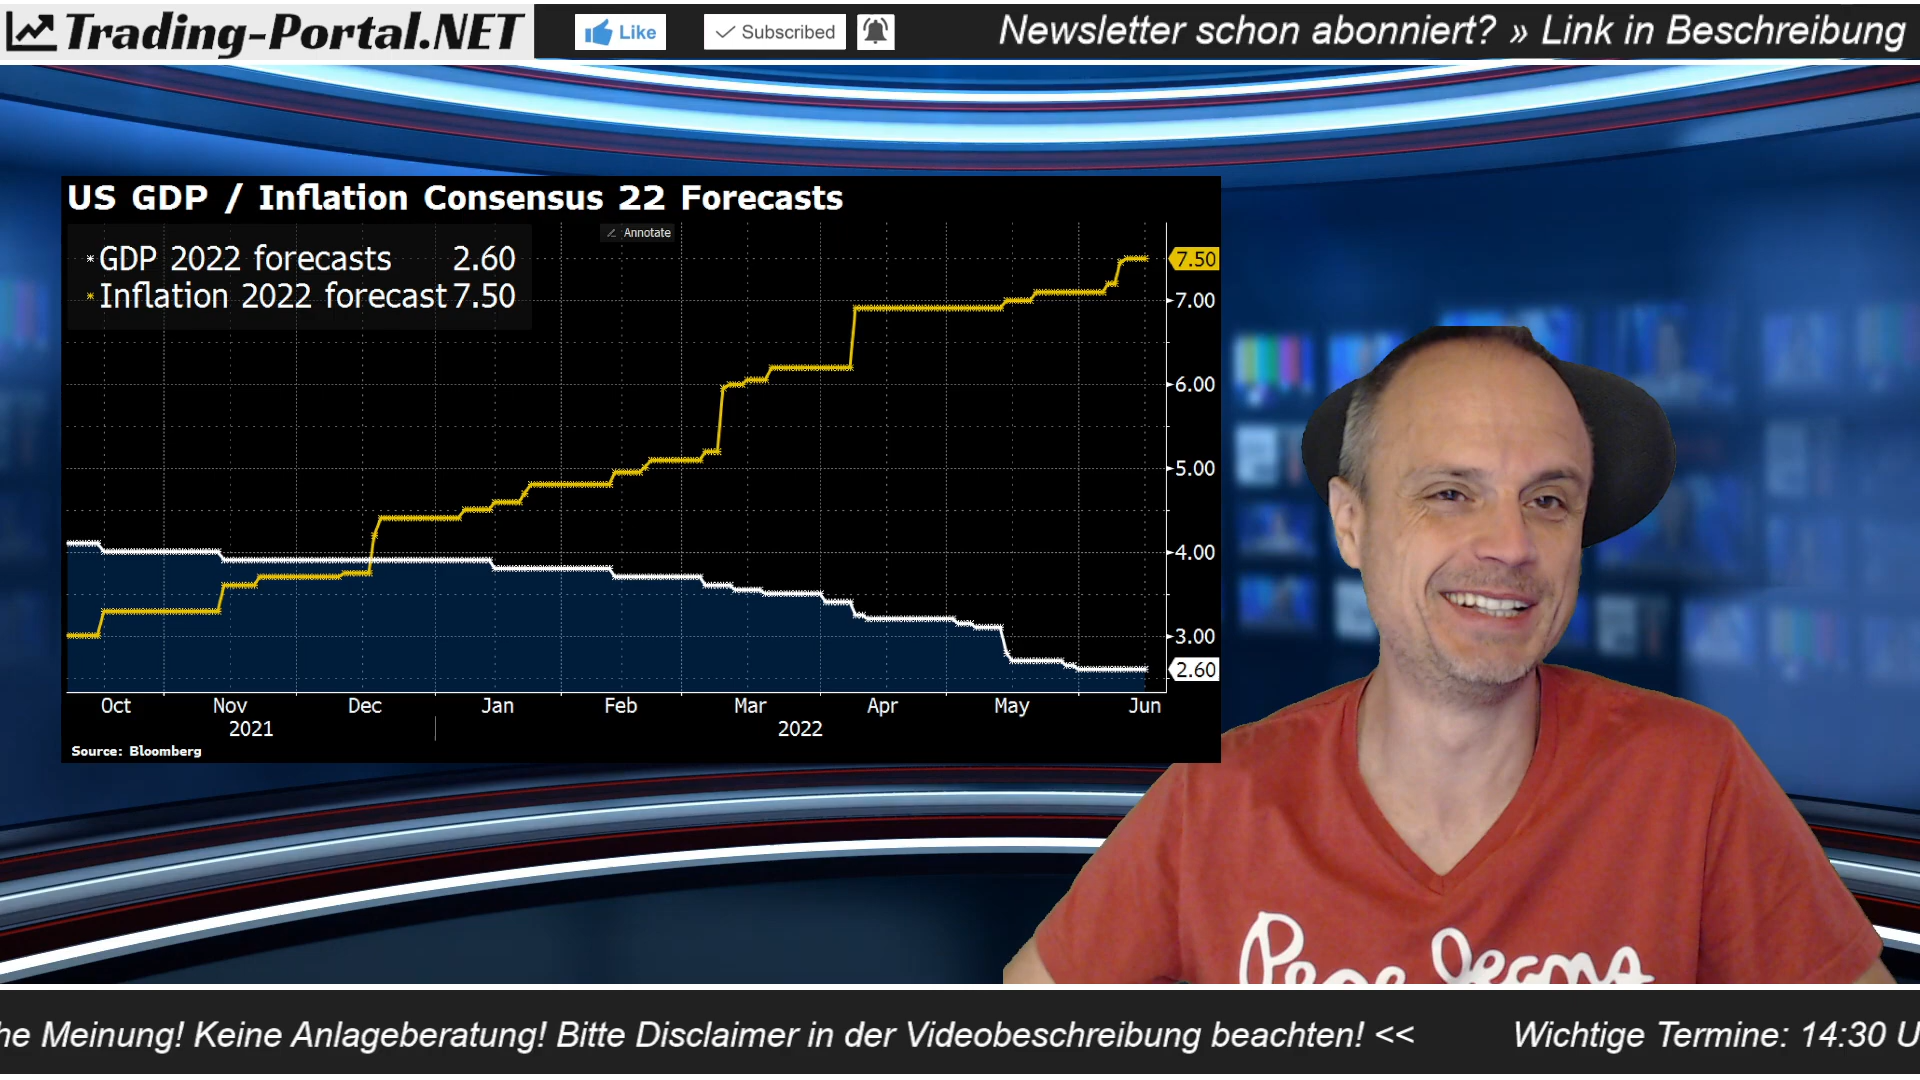 Trading-Portal.NET
Like
Subscribed
Newsletter schon abonniert? » Link in Beschreibung
US GDP / Inflation Consensus 22 Forecasts
Annotate
GDP 2022 forecasts 2.60
Inflation 2022 forecast 7.50
7.50
7.00
6.00
5.00
4.00
3.00
2.60
Oct Nov Dec Jan Feb Mar Apr May Jun
2021 2022
Source: Bloomberg
Pepe Jeans
he Meinung! Keine Anlageberatung! Bitte Disclaimer in der Videobeschreibung beachten! << Wichtige Termine: 14:30 U